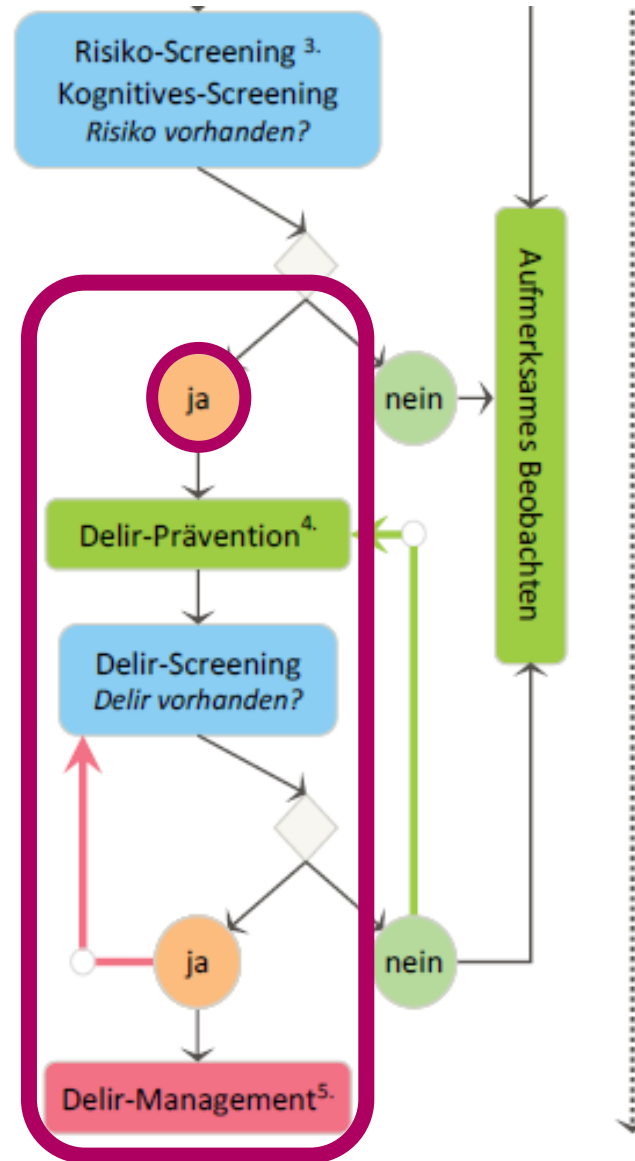 Risiko-Screening 3.
Kognitives-Screening
Risiko vorhanden?
ja
nein
Aufmerksames Beobachten
Delir-Prävention4.
Delir-Screening
Delir vorhanden?
ja
nein
Delir-Management5.